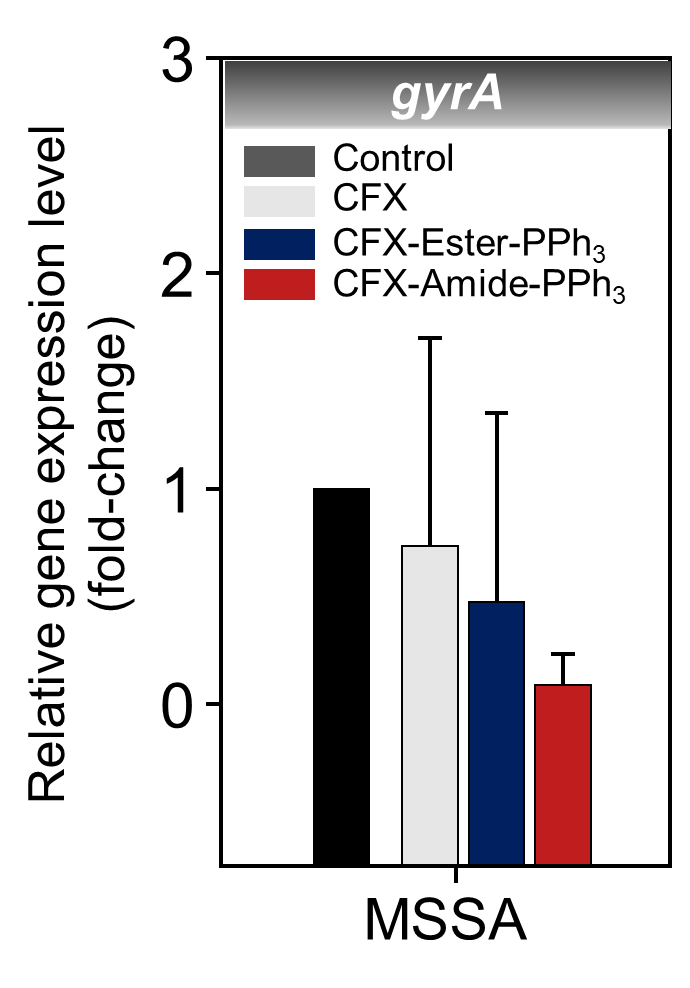 3
gyrA
Control
CFX
CFX-Ester-PPh₃
2
CFX-Amide-PPh₃
Relative gene expression level
(fold-change)
1
0
MSSA